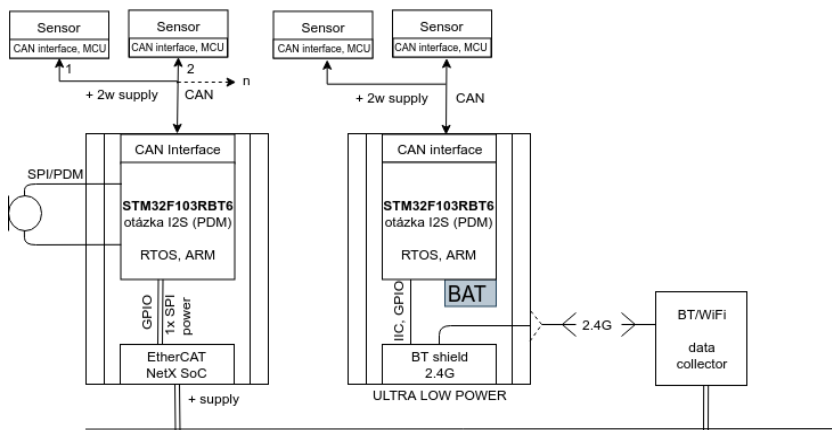 Sensor
CAN interface, MCU
Sensor
CAN interface, MCU
1
2
n
+ 2w supply
CAN
CAN Interface
SPI/PDM
STM32F103RBT6
otázka I2S (PDM)
RTOS, ARM
GPIO
1x SPI
power
EtherCAT
NetX SoC
+ supply
Sensor
CAN interface, MCU
Sensor
CAN interface, MCU
+ 2w supply
CAN
CAN interface
STM32F103RBT6
otázka I2S (PDM)
RTOS, ARM
BAT
IIC, GPIO
BT shield
2.4G
ULTRA LOW POWER
2.4G
BT/WiFi
data
collector